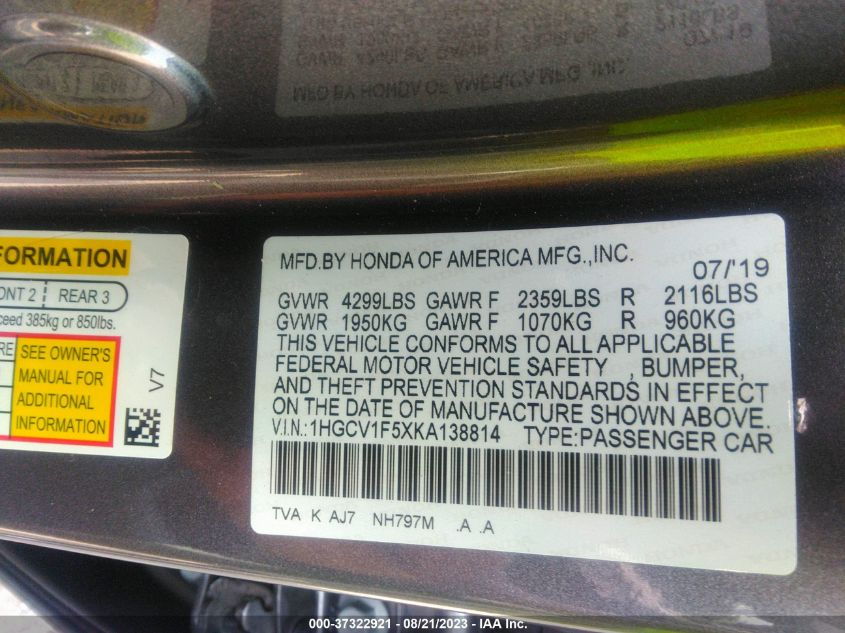 MFD.BY HONDA OF AMERICA MFG.,INC.
07/'19
GVWR 4299LBS GAWR F 2359LBS R 2116LBS
GVWR 1950KG GAWR F 1070KG R 960KG
THIS VEHICLE CONFORMS TO ALL APPLICABLE
FEDERAL MOTOR VEHICLE SAFETY , BUMPER,
AND THEFT PREVENTION STANDARDS IN EFFECT
ON THE DATE OF MANUFACTURE SHOWN ABOVE.
V.I.N.:1HGCV1F5XKA138814 TYPE:PASSENGER CAR
TVA K AJ7 NH797M .A .A
FORMATION
ONT 2 REAR 3
ceed 385kg or 850lbs.
RE
SEE OWNER'S
MANUAL FOR
ADDITIONAL
INFORMATION
V7
000-37322921 - 08/21/2023 - IAA Inc.